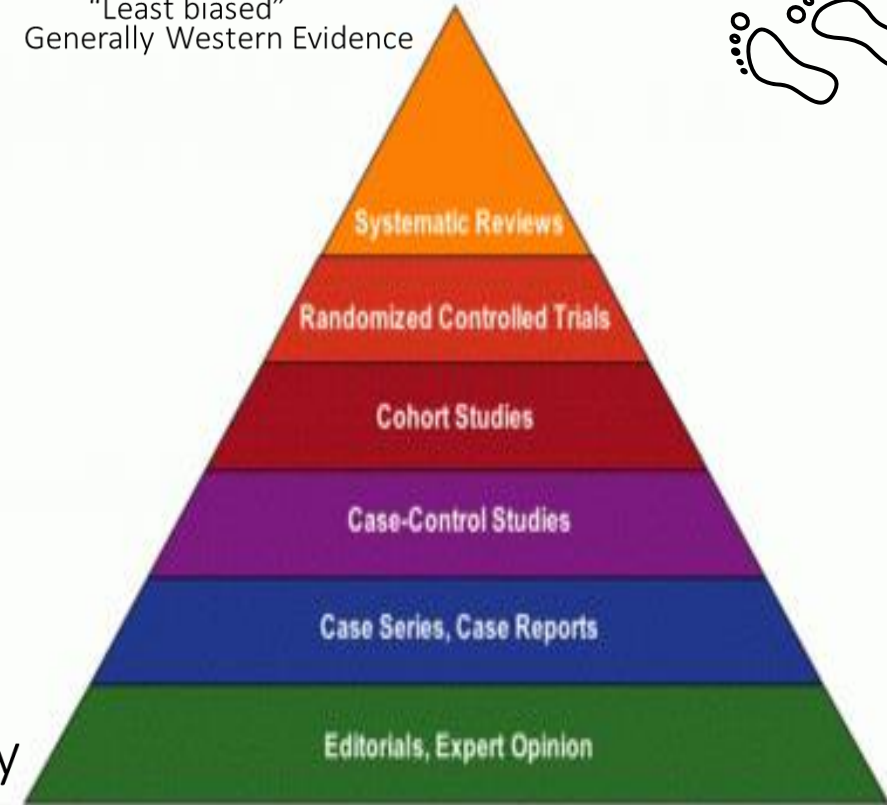 “Least biased”
Generally Western Evidence
Systematic Reviews
Randomized Controlled Trials
Cohort Studies
Case-Control Studies
Case Series, Case Reports
Editorials, Expert Opinion
y